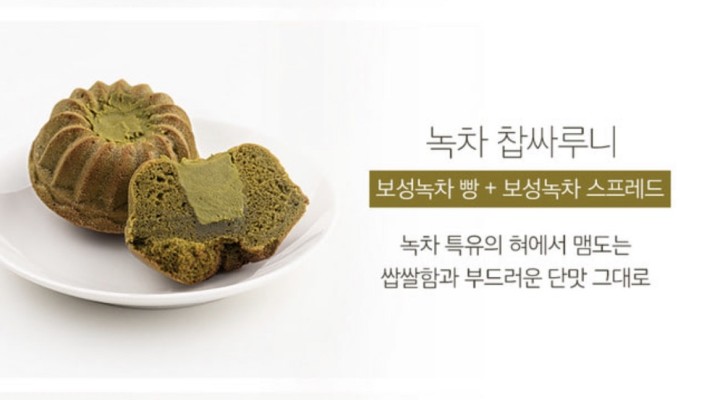 녹차 찹싸루니
보성녹차 빵 + 보성녹차 스프레드
녹차 특유의 혀에서 맴도는
쌉쌀함과 부드러운 단맛 그대로